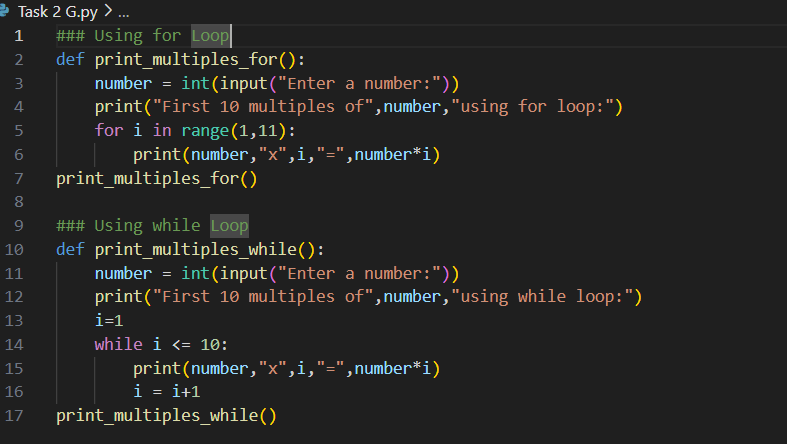 Task 2 G.py > ...
1 ### Using for Loop
2 def print_multiples_for():
3     number = int(input("Enter a number:"))
4     print("First 10 multiples of",number,"using for loop:")
5     for i in range(1,11):
6         print(number,"x",i,"=",number*i)
7 print_multiples_for()
8
9 ### Using while Loop
10 def print_multiples_while():
11     number = int(input("Enter a number:"))
12     print("First 10 multiples of",number,"using while loop:")
13     i=1
14     while i <= 10:
15         print(number,"x",i,"=",number*i)
16         i = i+1
17 print_multiples_while()